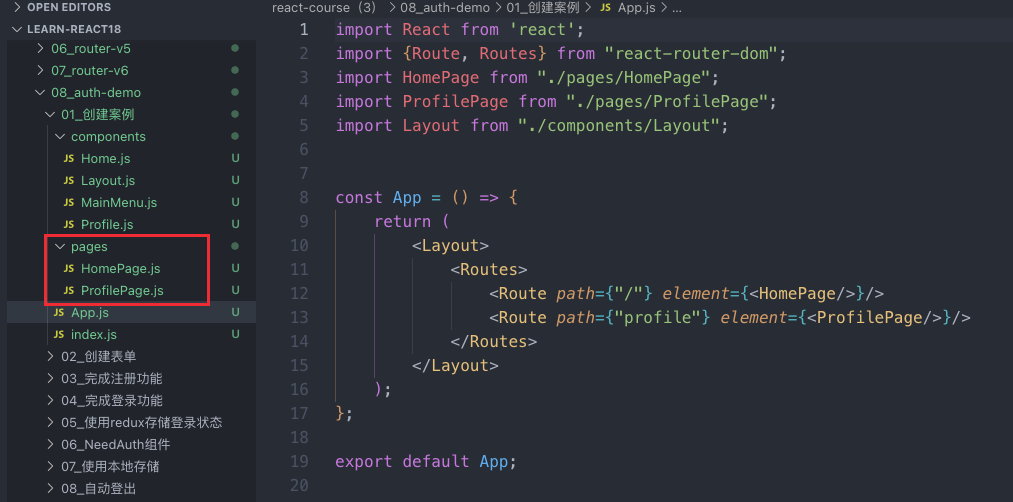 OPEN EDITORS
LEARN-REACT18
06_router-v5
07_router-v6
08_auth-demo
01_创建案例
components
JS Home.js U
JS Layout.js U
JS MainMenu.js U
JS Profile.js U
pages
JS HomePage.js U
JS ProfilePage.js U
JS App.js U
JS index.js U
02_创建表单
03_完成注册功能
04_完成登录功能
05_使用redux存储登录状态
06_NeedAuth组件
07_使用本地存储
08_自动登出
react-course (3) > 08_auth-demo > 01_创建案例 > JS App.js > ...
1 import React from 'react';
2 import {Route, Routes} from "react-router-dom";
3 import HomePage from "./pages/HomePage";
4 import ProfilePage from "./pages/ProfilePage";
5 import Layout from "./components/Layout";
6
7
8 const App = () => {
9 return (
10 <Layout>
11 <Routes>
12 <Route path={"/"} element={<HomePage/>}/>
13 <Route path={"profile"} element={<ProfilePage/>}/>
14 </Routes>
15 </Layout>
16 );
17 };
18
19 export default App;
20